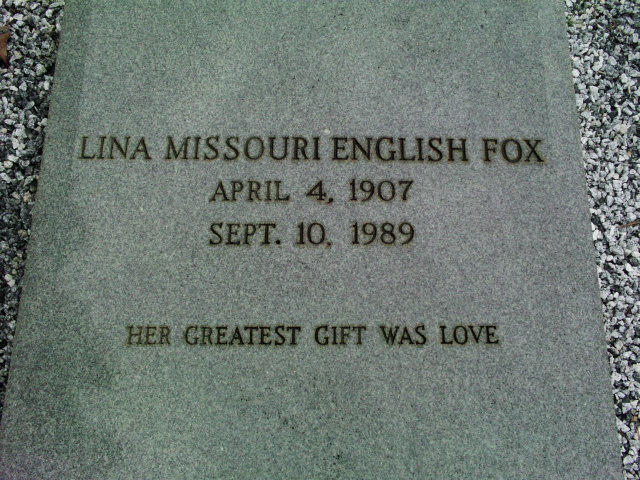 LINA MISSOURI ENGLISH FOX
APRIL 4, 1907
SEPT. 10, 1989
HER GREATEST GIFT WAS LOVE